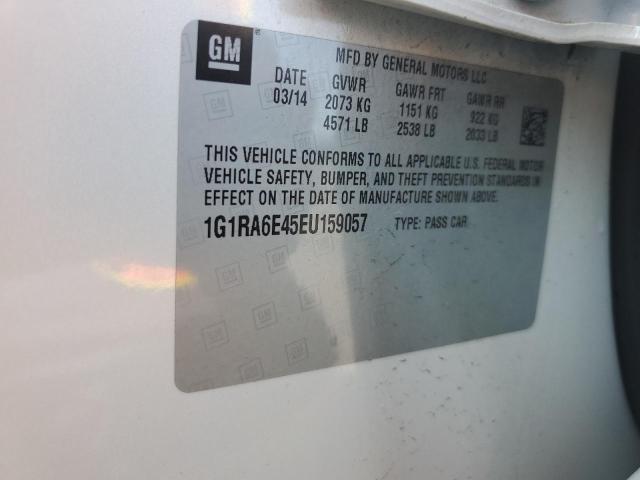 GM
MFD BY GENERAL MOTORS LLC
DATE GVWR GAWR FRT GAWR RR
03/14 2073 KG 1151 KG 922 KG
4571 LB 2538 LB 2033 LB
THIS VEHICLE CONFORMS TO ALL APPLICABLE U.S. FEDERAL MOTOR
VEHICLE SAFETY, BUMPER, AND THEFT PREVENTION STANDARDS IN
EFFECT ON THE DATE OF MANUFACTURE SHOWN ABOVE.
1G1RA6E45EU159057 TYPE: PASS CAR